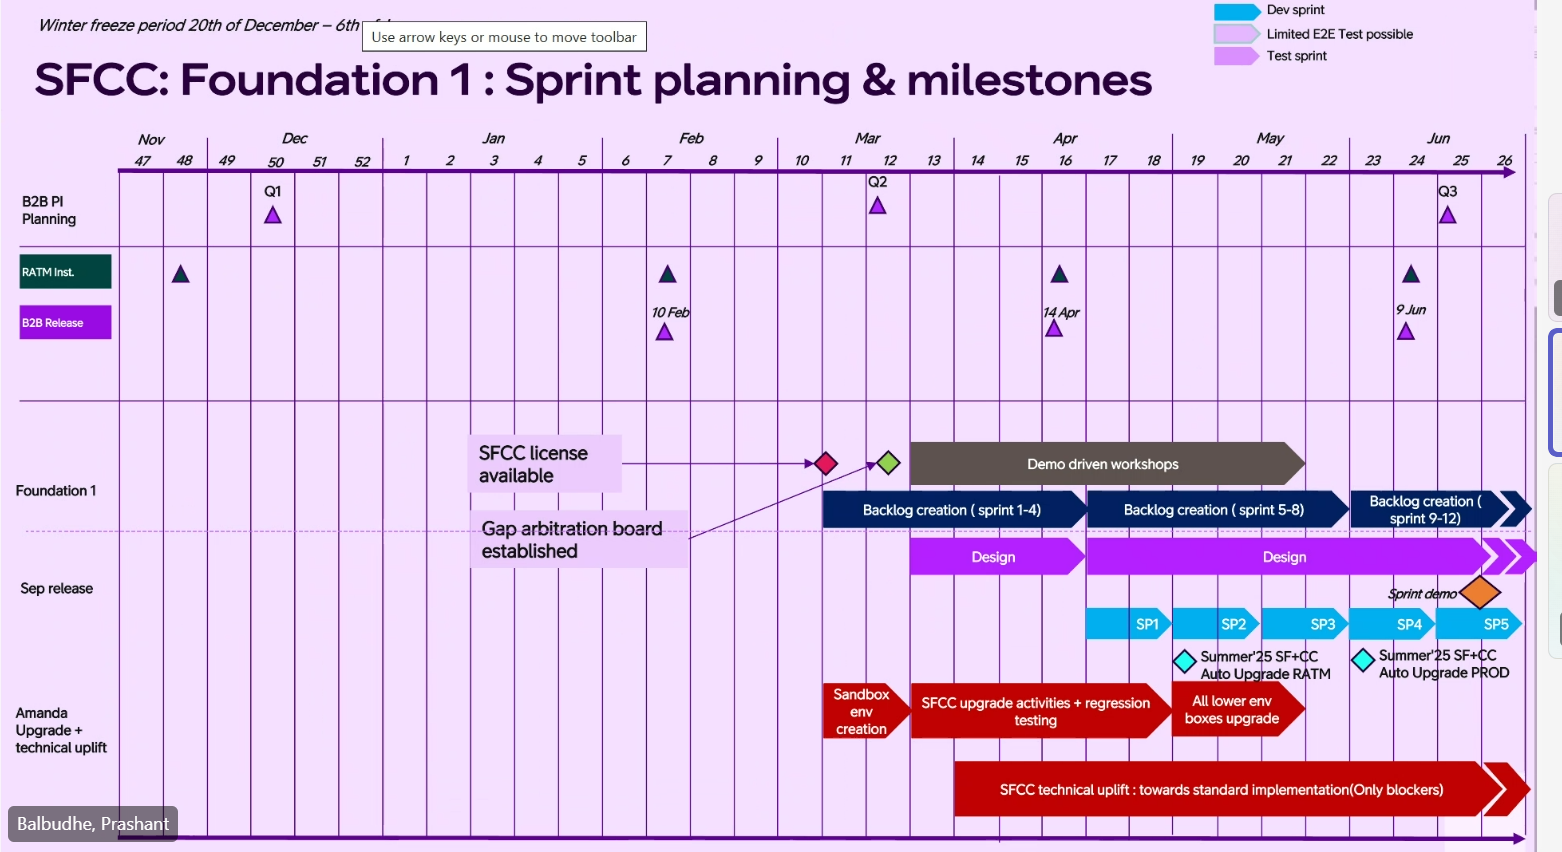 Winter freeze period 20th of December – 6th
Use arrow keys or mouse to move toolbar
Dev sprint
Limited E2E Test possible
Test sprint
SFCC: Foundation 1 : Sprint planning & milestones
Nov Dec Jan Feb Mar Apr May Jun
47 48 49 50 51 52 1 2 3 4 5 6 7 8 9 10 11 12 13 14 15 16 17 18 19 20 21 22 23 24 25 26
B2B PI
Planning
Q1
Q2
Q3
RATM Inst.
B2B Release
10 Feb
14 Apr
9 Jun
Foundation 1
SFCC license
available
Gap arbitration board
established
Demo driven workshops
Backlog creation ( sprint 1-4)
Backlog creation ( sprint 5-8)
Backlog creation (
sprint 9-12)
Sep release
Design
Design
Sprint demo
SP1
SP2
SP3
SP4
SP5
Summer'25 SF+CC
Auto Upgrade RATM
Summer'25 SF+CC
Auto Upgrade PROD
Amanda
Upgrade +
technical uplift
Sandbox
env
creation
SFCC upgrade activities + regression
testing
All lower env
boxes upgrade
SFCC technical uplift : towards standard implementation(Only blockers)
Balbudhe, Prashant